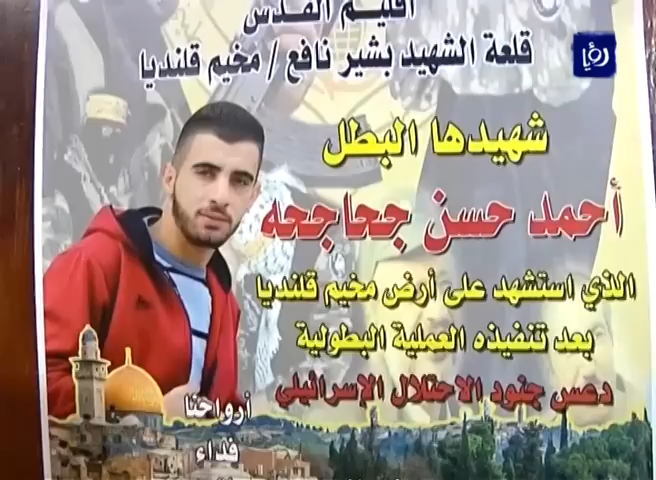 اقليم القدس
قلعة الشهيد بشير نافع / مخيم قلنديا
رؤيا
شهيدها البطل
أحمد حسن جحاجحه
الذي استشهد على أرض مخيم قلنديا
بعد تنفيذه العملية البطولية
دعس جنود الاحتلال الإسرائيلي
أرواحنا
فداء